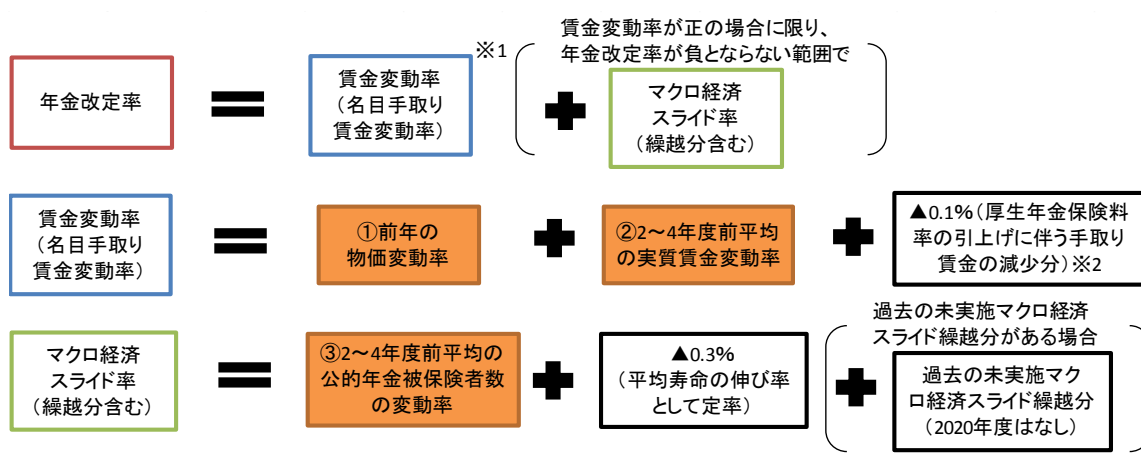 賃金変動率が正の場合に限り、
年金改定率が負とならない範囲で
※1
年金改定率
＝
賃金変動率
（名目手取り
賃金変動率）
＋
マクロ経済
スライド率
（繰越分含む）
賃金変動率
（名目手取り
賃金変動率）
＝
①前年の
物価変動率
＋
②2～4年度前平均
の実質賃金変動率
＋
▲0.1%（厚生年金保険料
率の引上げに伴う手取り
賃金の減少分）※2
マクロ経済
スライド率
（繰越分含む）
＝
③2～4年度前平均の
公的年金被保険者数
の変動率
＋
▲0.3%
（平均寿命の伸び率
として定率）
過去の未実施マクロ経済
スライド繰越分がある場合
＋
過去の未実施マク
ロ経済スライド繰越分
（2020年度はなし）